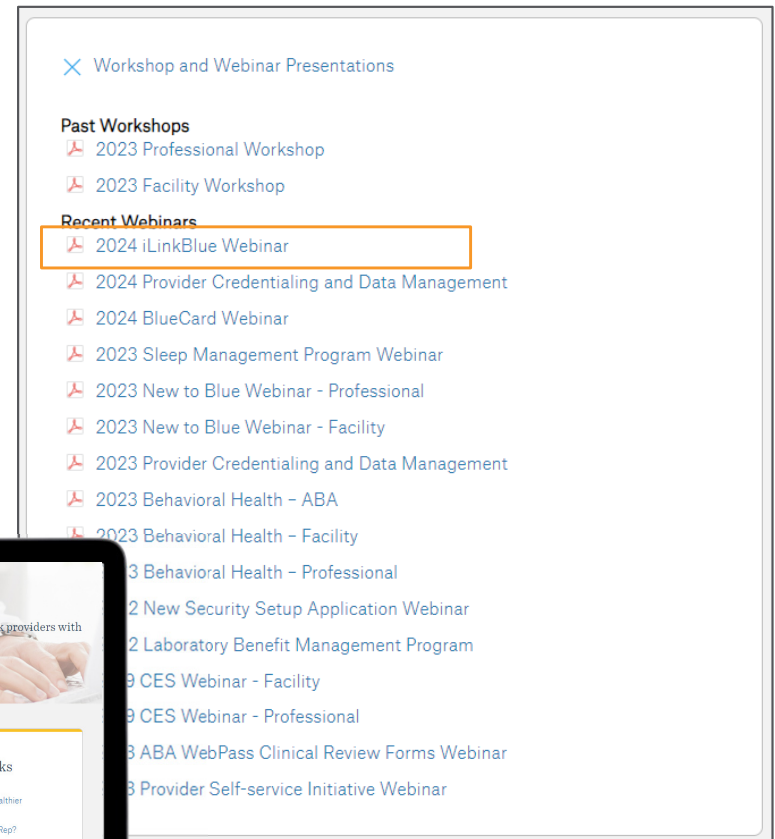 Workshop and Webinar Presentations
Past Workshops
2023 Professional Workshop
2023 Facility Workshop
Recent Webinars
2024 iLinkBlue Webinar
2024 Provider Credentialing and Data Management
2024 BlueCard Webinar
2023 Sleep Management Program Webinar
2023 New to Blue Webinar - Professional
2023 New to Blue Webinar - Facility
2023 Provider Credentialing and Data Management
2023 Behavioral Health – ABA
2023 Behavioral Health – Facility
3 Behavioral Health – Professional
2 New Security Setup Application Webinar
2 Laboratory Benefit Management Program
9 CES Webinar - Facility
9 CES Webinar - Professional
3 ABA WebPass Clinical Review Forms Webinar
3 Provider Self-service Initiative Webinar
providers with
ks
althier
Rep?